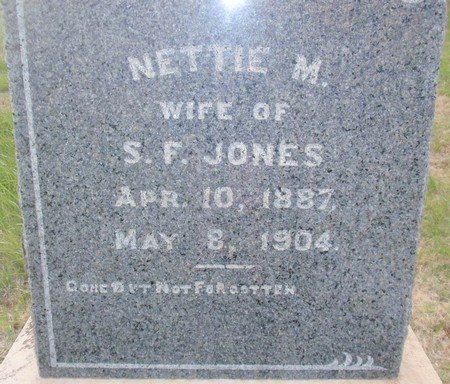 NETTIE M.
WIFE OF
S. F. JONES
APR. 10, 1887,
MAY 8, 1904.
GONE BUT NOT FORGOTTEN